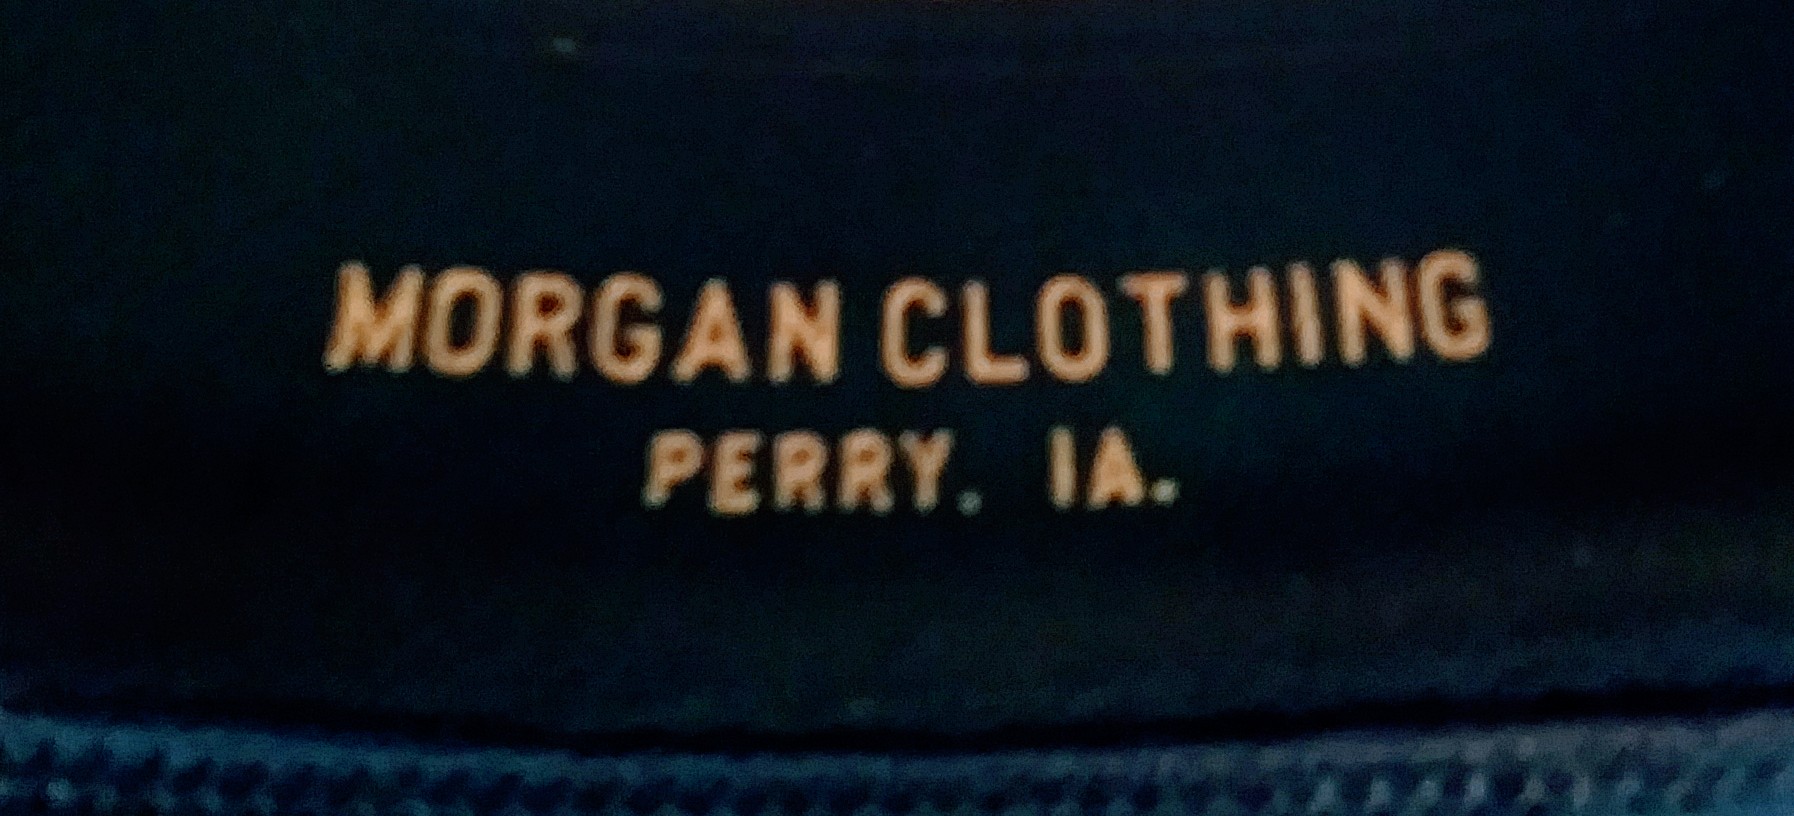 MORGAN CLOTHING
PERRY, IA.